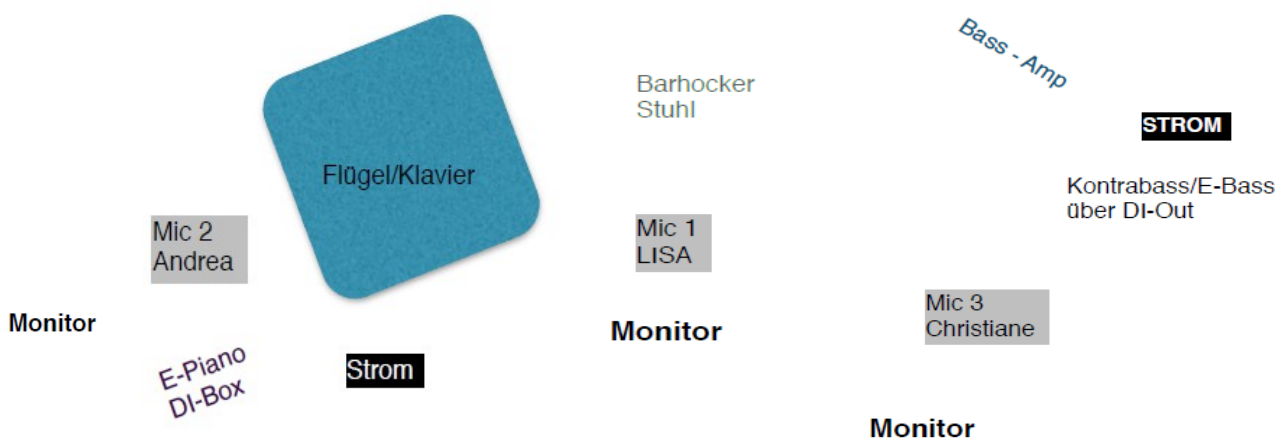 Bass - Amp
Barhocker
Stuhl
STROM
Flügel/Klavier
Kontrabass/E-Bass
über DI-Out
Mic 2
Andrea
Mic 1
LISA
Mic 3
Christiane
Monitor
Monitor
E-Piano
DI-Box
Strom
Monitor